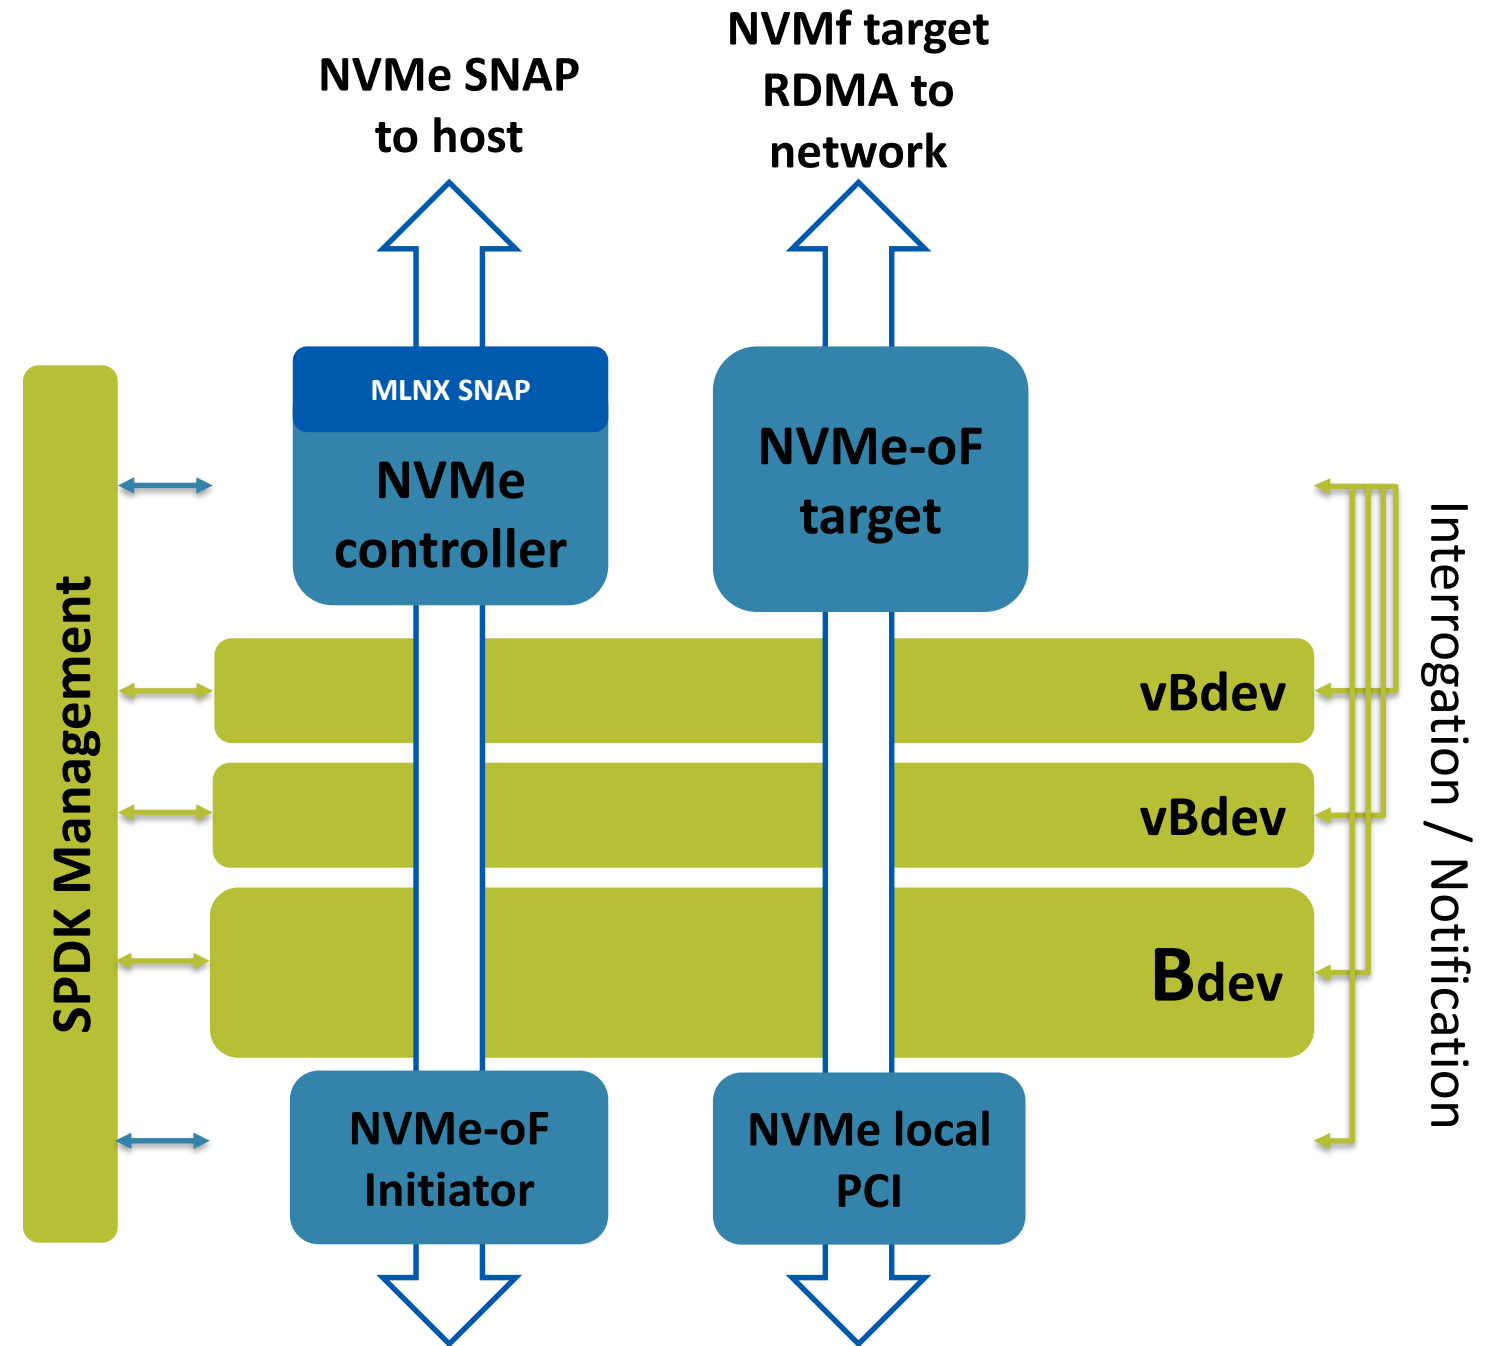 NVMe SNAP
to host
NVMf target
RDMA to
network
MLNX SNAP
NVMe
controller
NVMe-oF
target
SPDK Management
vBdev
vBdev
Bdev
Interrogation / Notification
NVMe-oF
Initiator
NVMe local
PCI